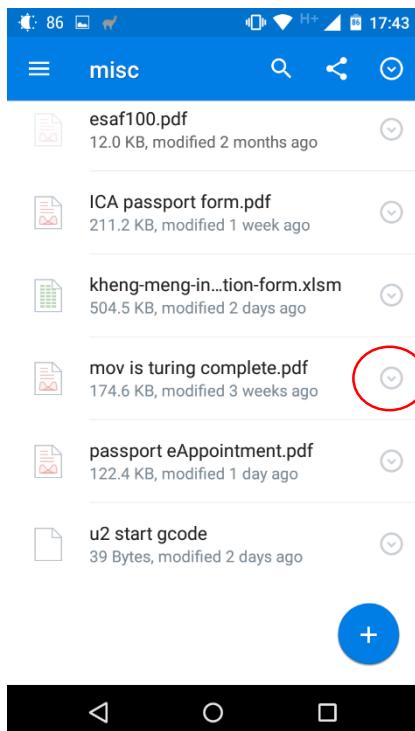 86 H+ 86 17:43
misc
esaf100.pdf
12.0 KB, modified 2 months ago
ICA passport form.pdf
211.2 KB, modified 1 week ago
kheng-meng-in...tion-form.xlsm
504.5 KB, modified 2 days ago
mov is turing complete.pdf
174.6 KB, modified 3 weeks ago
passport eAppointment.pdf
122.4 KB, modified 1 day ago
u2 start gcode
39 Bytes, modified 2 days ago